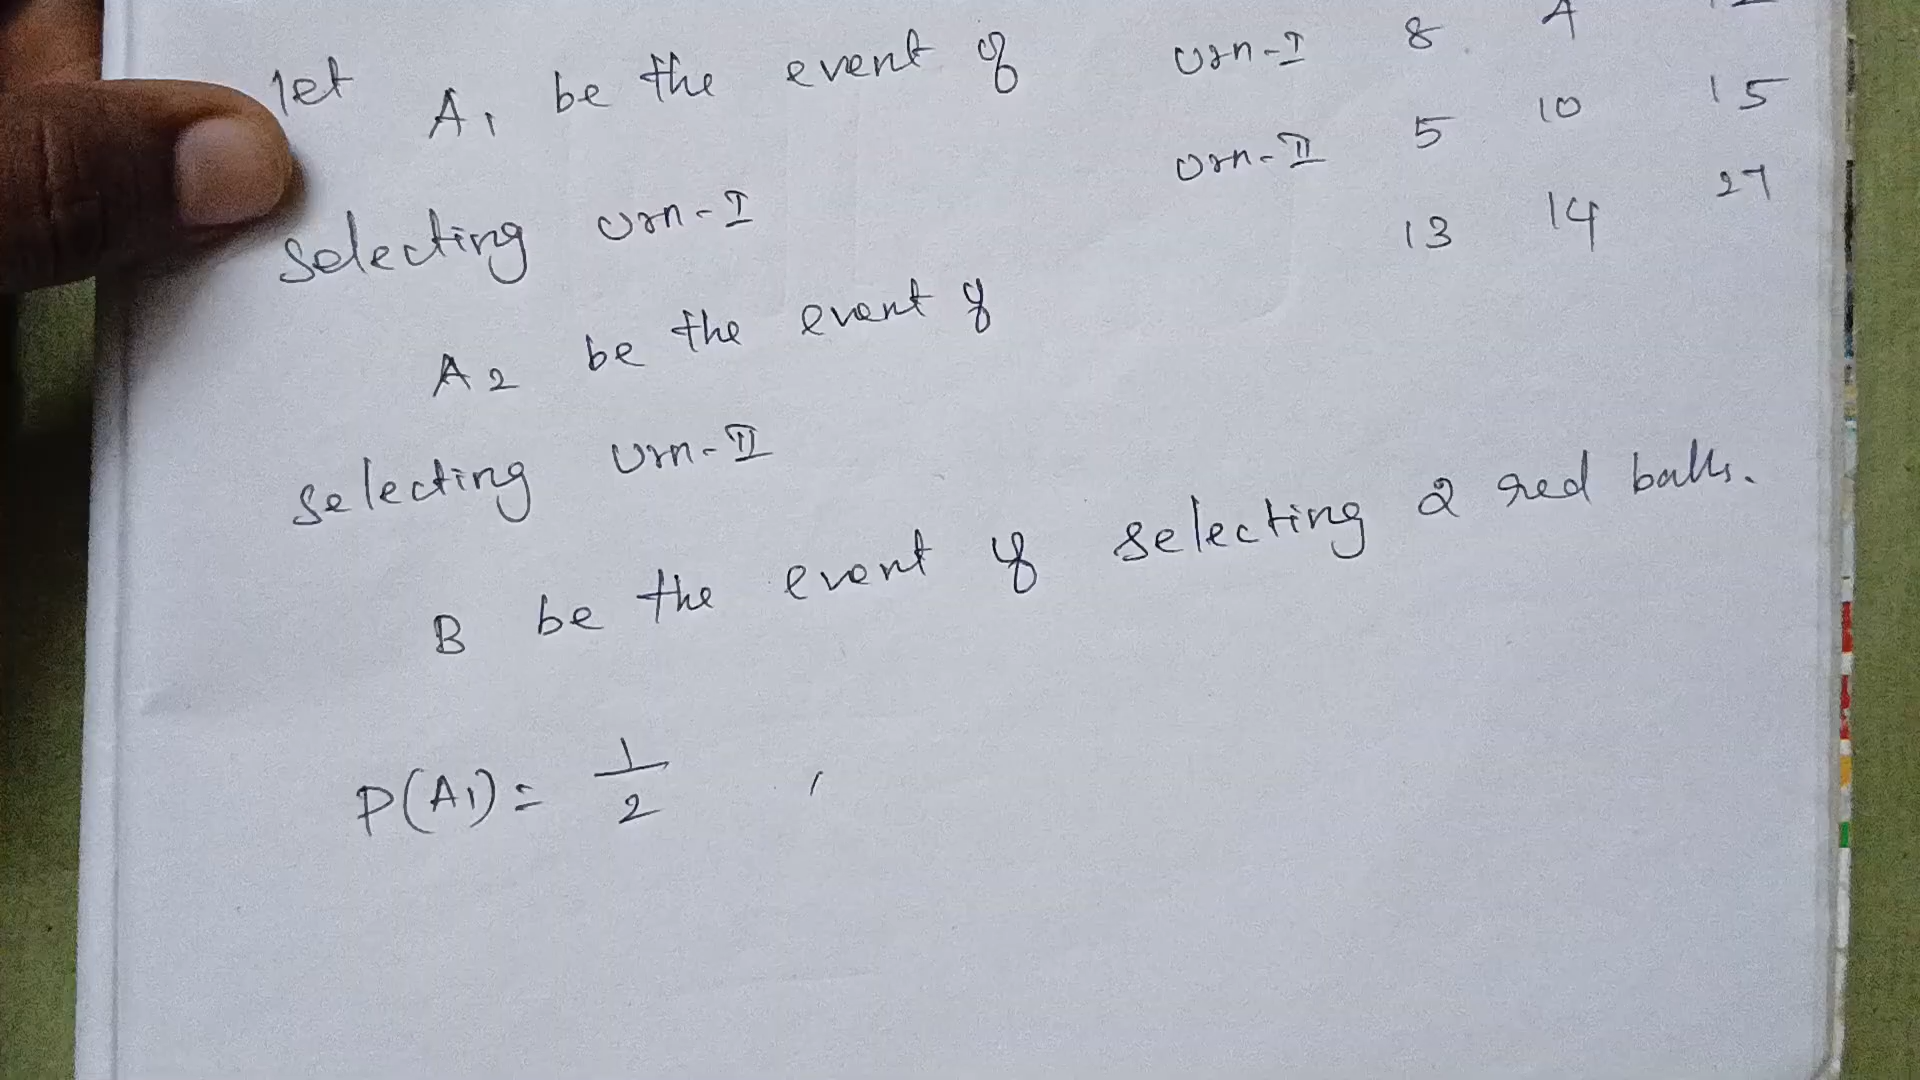 let A1 be the event of
selecting urn-I
A2 be the event of
selecting Urn-II
B be the event of selecting 2 red balls.
P(A1) = 1/2 ,
Urn-I 8 4 12
Urn-II 5 10 15
13 14 27